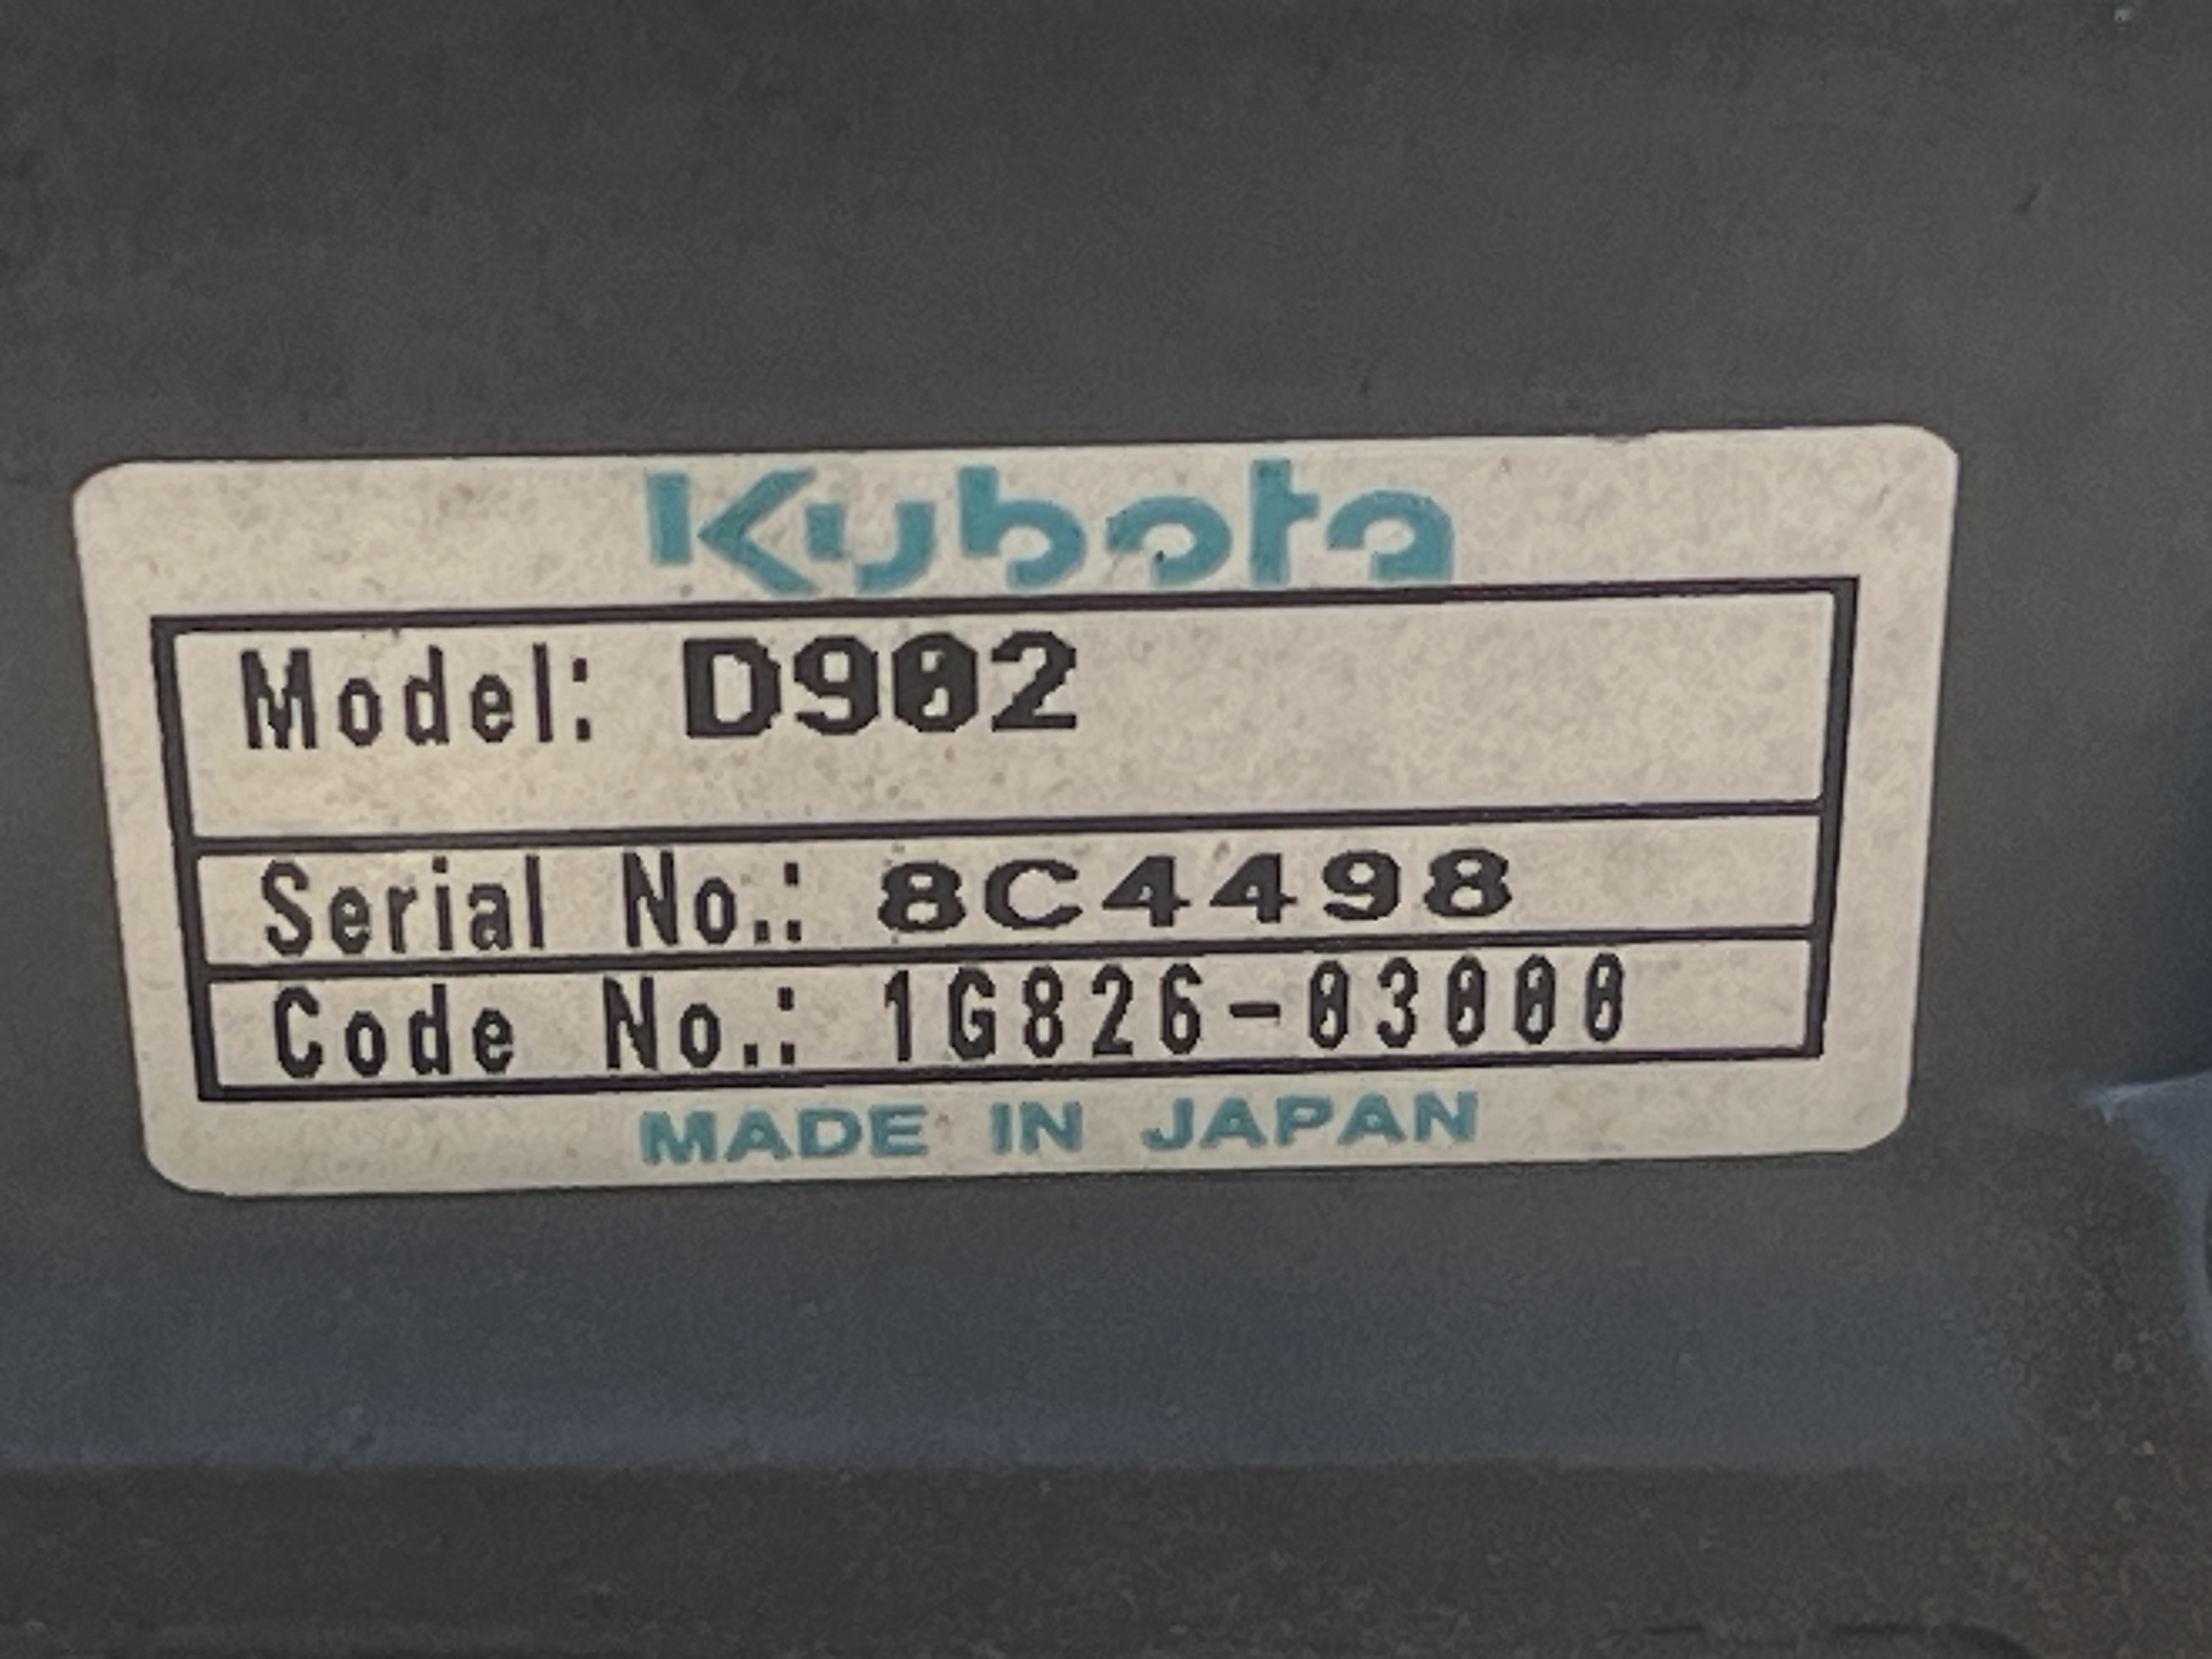 Kubota
Model: D902
Serial No.: 8C4498
Code No.: 1G826-03000
MADE IN JAPAN